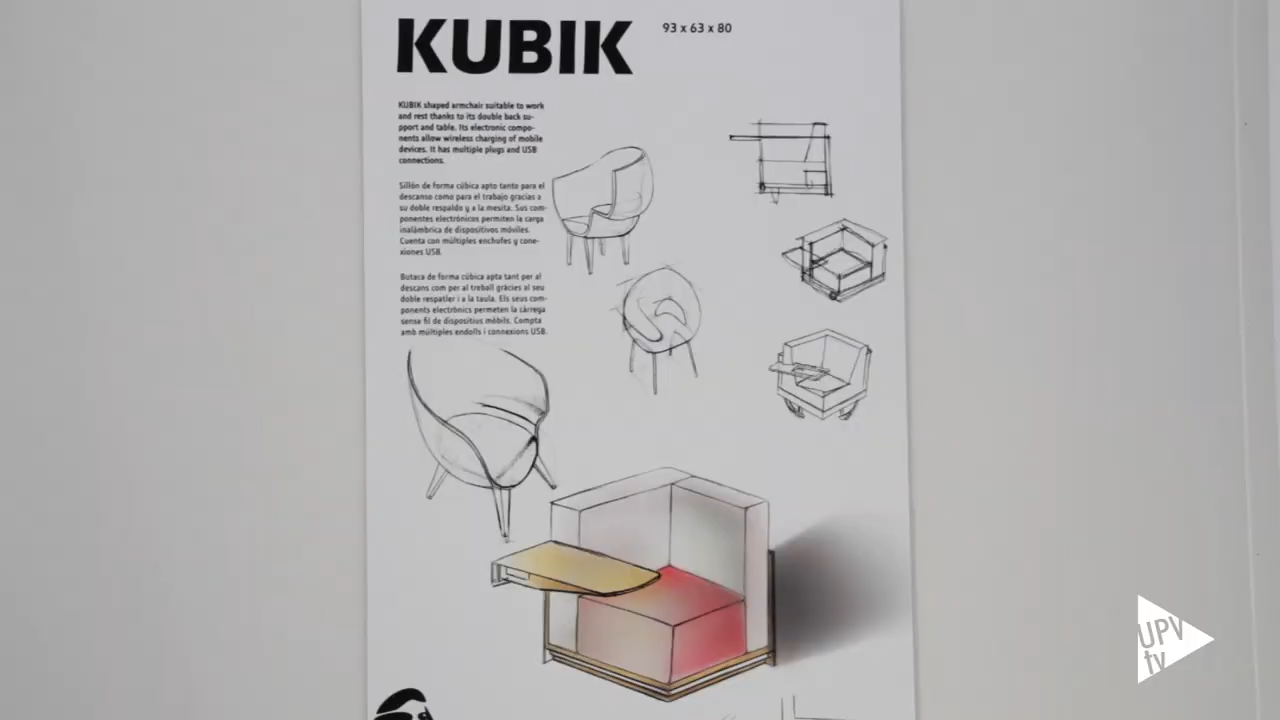 KUBIK
93 x 63 x 80
KUBIK shaped armchair suitable to work
and rest thanks to its double back su-
pport and table. Its electronic compo-
nents allow wireless charging of mobile
devices. It has multiple plugs and USB
connections.
Sillón de forma cúbica apto tanto para el
descanso como para el trabajo gracias a
su doble respaldo y a la mesita. Sus com-
ponentes electrónicos permiten la carga
inalámbrica de dispositivos móviles.
Cuenta con múltiples enchufes y cone-
xiones USB.
Butaca de forma cúbica apta tant per al
descans com per al treball gràcies al seu
doble respatler i a la taula. Els seus com-
ponents electrònics permeten la càrrega
sense fil de dispositius mòbils. Compta
amb múltiples endolls i connexions USB.
UPV
tv